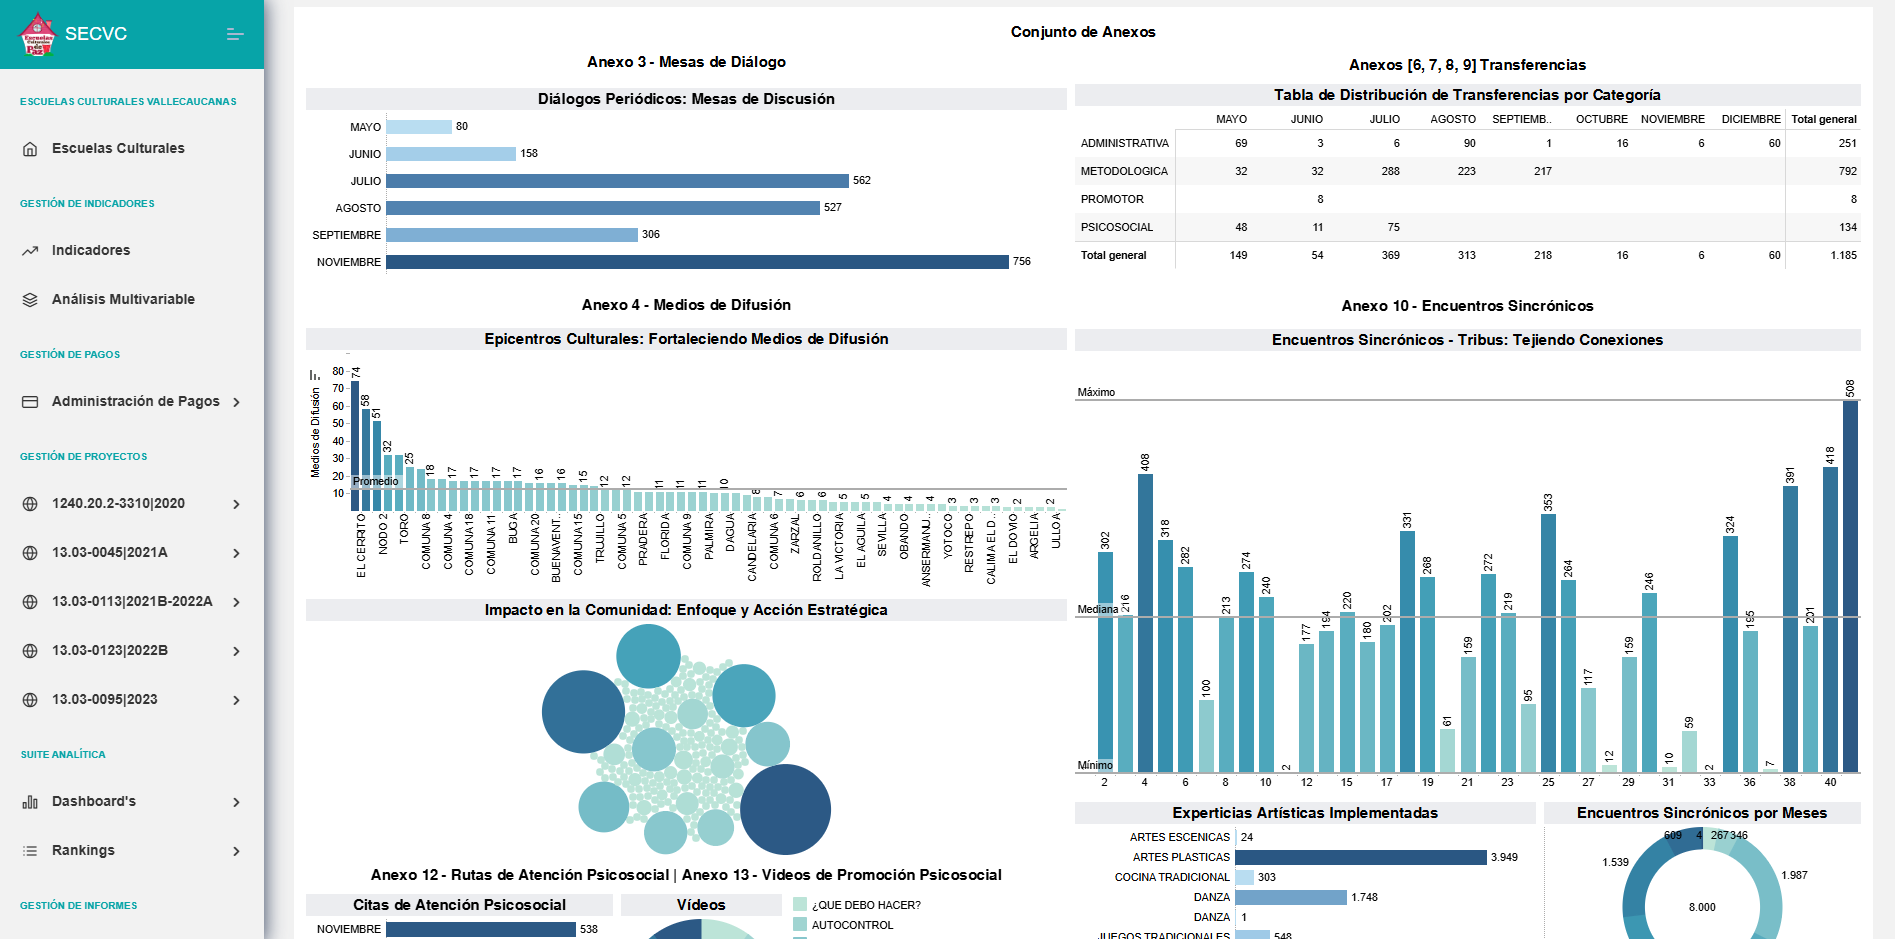 Escuelas
Culturales
de
Paz
SECVC
ESCUELAS CULTURALES VALLECAUCANAS
Escuelas Culturales
GESTIÓN DE INDICADORES
Indicadores
Análisis Multivariable
GESTIÓN DE PAGOS
Administración de Pagos
GESTIÓN DE PROYECTOS
1240.20.2-3310|2020
13.03-0045|2021A
13.03-0113|2021B-2022A
13.03-0123|2022B
13.03-0095|2023
SUITE ANALÍTICA
Dashboard's
Rankings
GESTIÓN DE INFORMES
Conjunto de Anexos
Anexo 3 - Mesas de Diálogo
Diálogos Periódicos: Mesas de Discusión
MAYO 80
JUNIO 158
JULIO 562
AGOSTO 527
SEPTIEMBRE 306
NOVIEMBRE 756
Anexos [6, 7, 8, 9] Transferencias
Tabla de Distribución de Transferencias por Categoría
MAYO JUNIO JULIO AGOSTO SEPTIEMB.. OCTUBRE NOVIEMBRE DICIEMBRE Total general
ADMINISTRATIVA 69 3 6 90 1 16 6 60 251
METODOLOGICA 32 32 288 223 217 792
PROMOTOR 8 8
PSICOSOCIAL 48 11 75 134
Total general 149 54 369 313 218 16 6 60 1.185
Anexo 4 - Medios de Difusión
Epicentros Culturales: Fortaleciendo Medios de Difusión
Medios de Difusión
80
70
60
50
40
30
20
10
74 58 51 32 25 18 17 17 17 17 16 16 15 12 12 11 11 11 10 8 7 6 6 5 5 4 4 4 3 3 3 2 2
Promedio
EL CERRITO
NODO 2
TORO
COMUNA 8
COMUNA 4
COMUNA 18
COMUNA 11
BUGA
COMUNA 20
BUENAVENT..
COMUNA 15
TRUJILLO
COMUNA 5
PRADERA
FLORIDA
COMUNA 9
PALMIRA
DAGUA
CANDELARIA
COMUNA 6
ZARZAL
ROLDANILLO
LA VICTORIA
EL AGUILA
SEVILLA
OBANDO
ANSERMANU..
YOTOCO
RESTREPO
CALIMA EL D..
EL DOVIO
ARGELIA
ULLOA
Impacto en la Comunidad: Enfoque y Acción Estratégica
Anexo 10 - Encuentros Sincrónicos
Encuentros Sincrónicos - Tribus: Tejiendo Conexiones
Máximo
Mediana
Mínimo
302 216 408 318 282 100 213 274 240 2 177 194 220 180 202 331 268 61 159 272 219 95 353 264 117 12 159 246 10 59 2 324 195 7 391 201 418 508
2 4 6 8 10 12 15 17 19 21 23 25 27 29 31 33 36 38 40
Anexo 12 - Rutas de Atención Psicosocial | Anexo 13 - Videos de Promoción Psicosocial
Citas de Atención Psicosocial
NOVIEMBRE 538
Vídeos
¿QUE DEBO HACER?
AUTOCONTROL
Experticias Artísticas Implementadas
ARTES ESCENICAS 24
ARTES PLASTICAS 3.949
COCINA TRADICIONAL 303
DANZA 1.748
DANZA 1
JUEGOS TRADICIONALES 548
Encuentros Sincrónicos por Meses
609 4 267 346
1.539
1.987
8.000